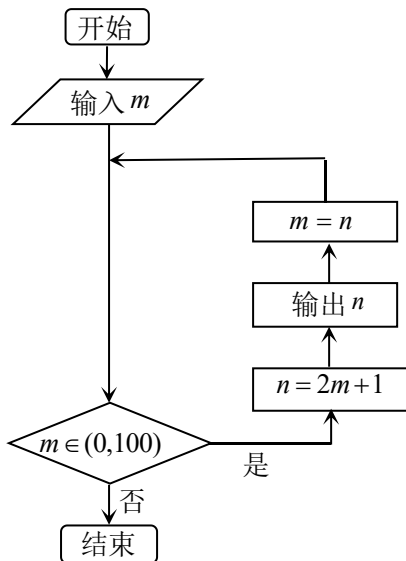 开始
输入 m
m = n
输出 n
n = 2m + 1
m ∈ (0,100)
是
否
结束